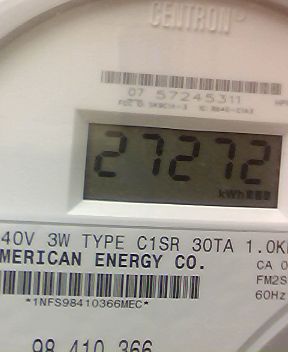 CENTRON
07 57245311
27272
kWh
40V 3W TYPE C1SR 30TA 1.0K
MERICAN ENERGY CO.
CA 0
FM2S
60Hz
*1NFS98410366MEC*
98 410 366